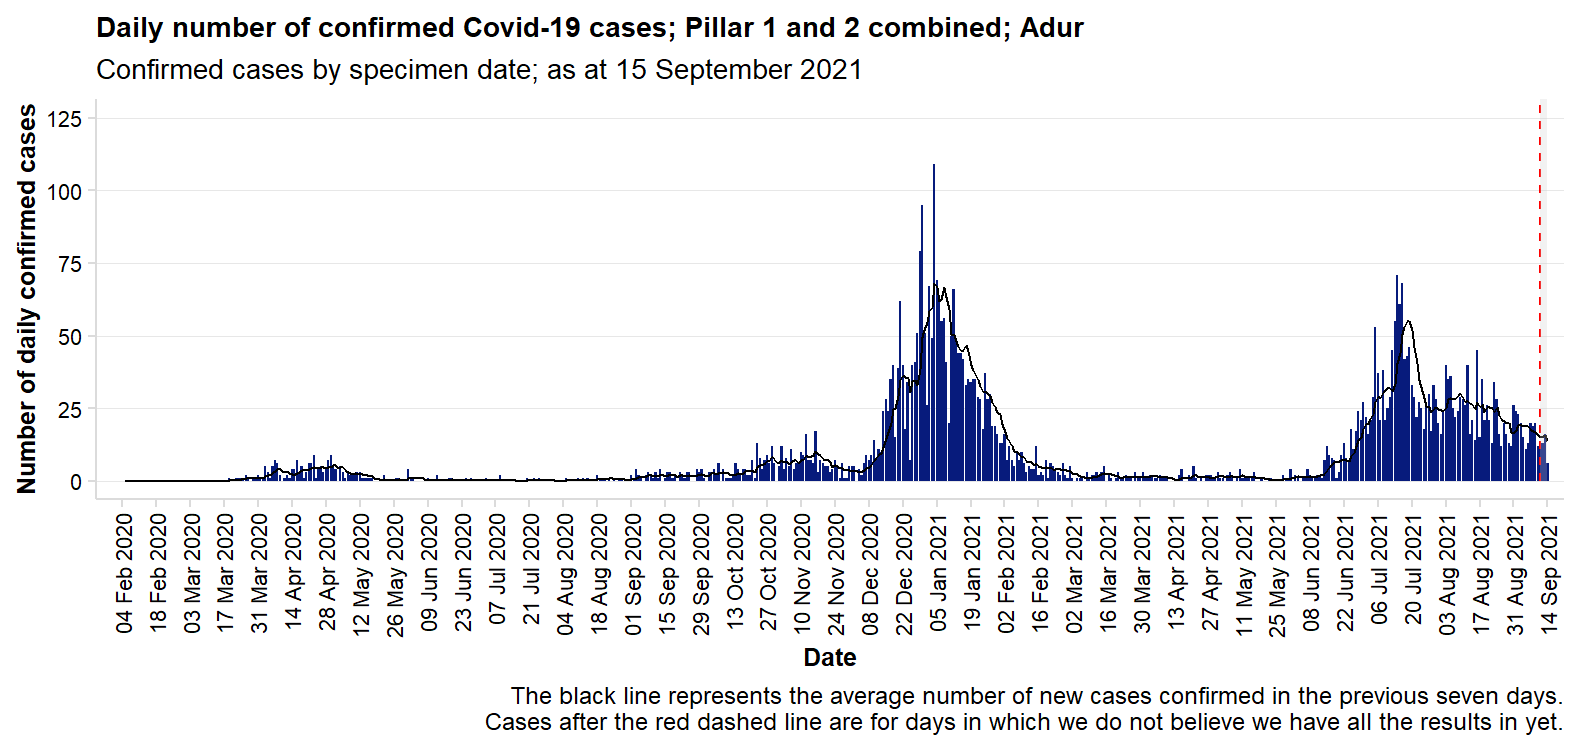 Daily number of confirmed Covid-19 cases; Pillar 1 and 2 combined; Adur
Confirmed cases by specimen date; as at 15 September 2021
Number of daily confirmed cases
125
100
75
50
25
0
04 Feb 2020
18 Feb 2020
03 Mar 2020
17 Mar 2020
31 Mar 2020
14 Apr 2020
28 Apr 2020
12 May 2020
26 May 2020
09 Jun 2020
23 Jun 2020
07 Jul 2020
21 Jul 2020
04 Aug 2020
18 Aug 2020
01 Sep 2020
15 Sep 2020
29 Sep 2020
13 Oct 2020
27 Oct 2020
10 Nov 2020
24 Nov 2020
08 Dec 2020
22 Dec 2020
05 Jan 2021
19 Jan 2021
02 Feb 2021
16 Feb 2021
02 Mar 2021
16 Mar 2021
30 Mar 2021
13 Apr 2021
27 Apr 2021
11 May 2021
25 May 2021
08 Jun 2021
22 Jun 2021
06 Jul 2021
20 Jul 2021
03 Aug 2021
17 Aug 2021
31 Aug 2021
14 Sep 2021
Date
The black line represents the average number of new cases confirmed in the previous seven days.
Cases after the red dashed line are for days in which we do not believe we have all the results in yet.